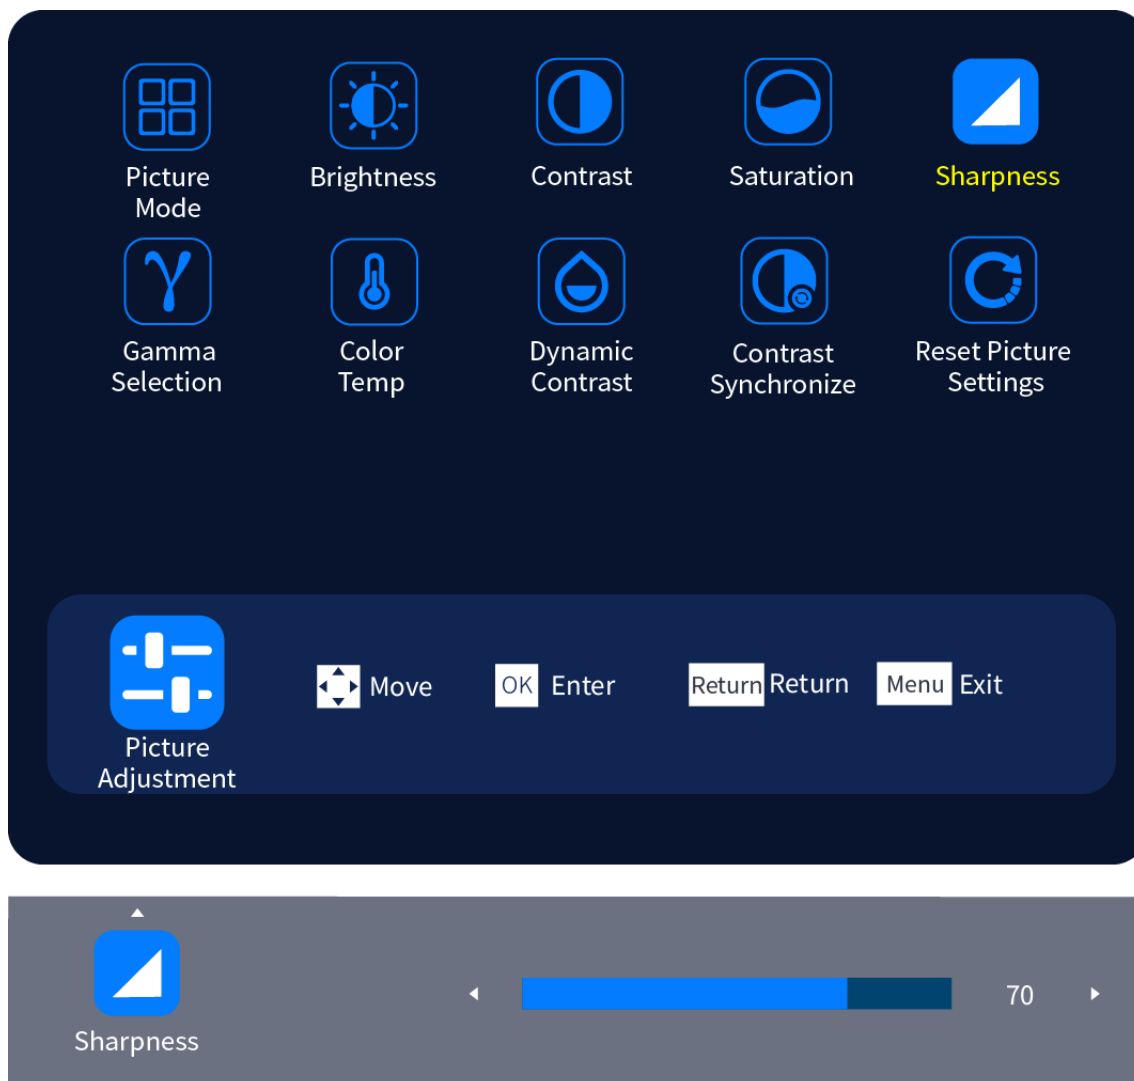 Picture
Mode
Brightness
Contrast
Saturation
Sharpness
Gamma
Selection
Color
Temp
Dynamic
Contrast
Contrast
Synchronize
Reset Picture
Settings
Picture
Adjustment
Move
OK Enter
Return Return
Menu Exit
Sharpness
70